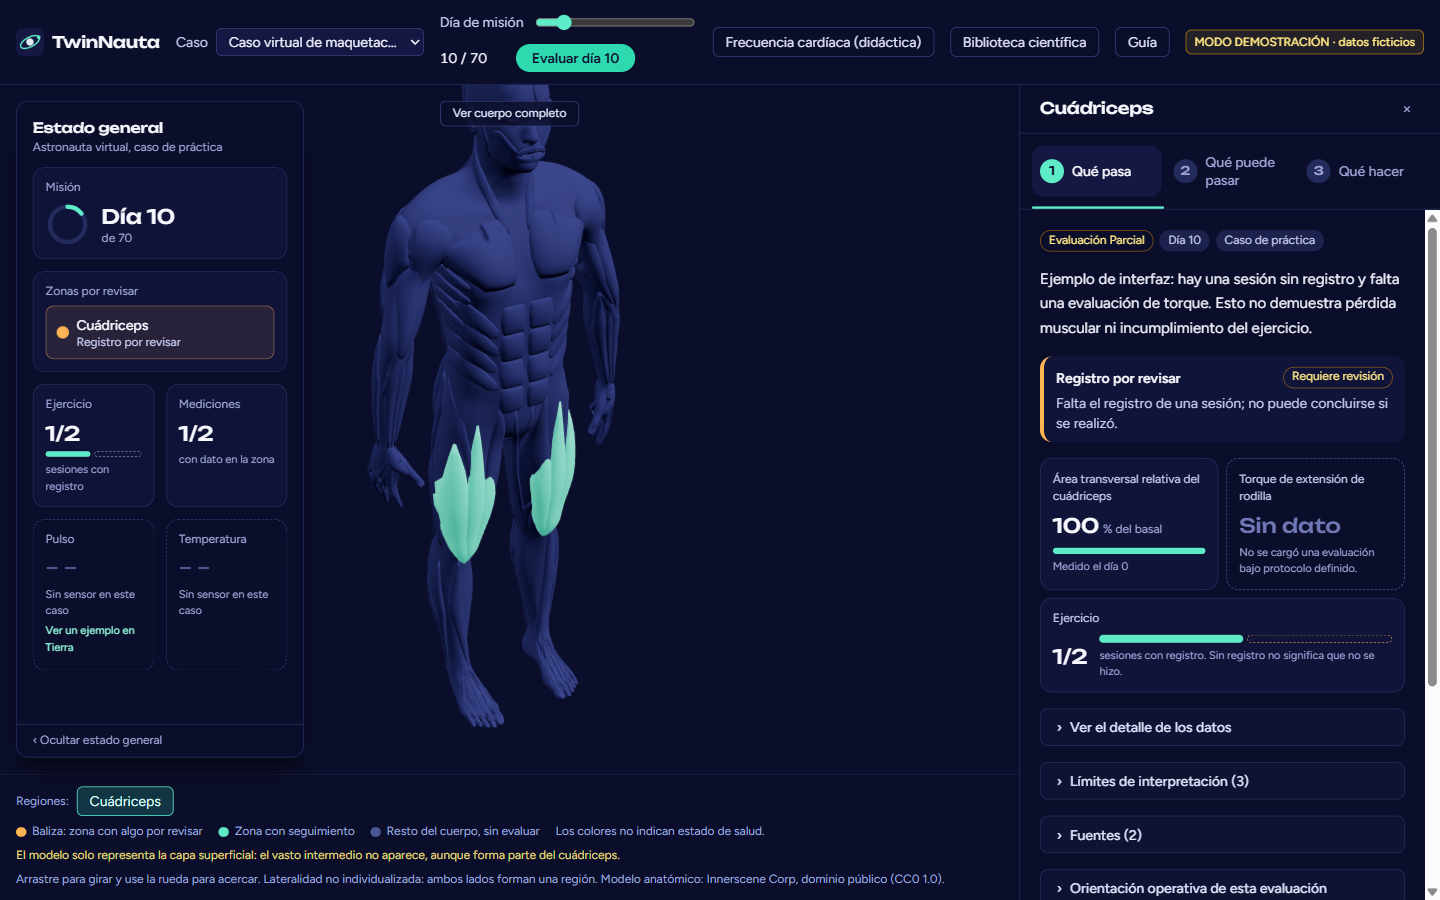 TwinNauta
Caso
Caso virtual de maquetac...
Día de misión
10 / 70
Evaluar día 10
Frecuencia cardíaca (didáctica)
Biblioteca científica
Guía
MODO DEMOSTRACIÓN · datos ficticios
Estado general
Astronauta virtual, caso de práctica
Misión
Día 10
de 70
Zonas por revisar
Cuádriceps
Registro por revisar
Ejercicio
1/2
sesiones con
registro
Mediciones
1/2
con dato en la zona
Pulso
– –
Sin sensor en este
caso
Ver un ejemplo en
Tierra
Temperatura
– –
Sin sensor en este
caso
‹ Ocultar estado general
Ver cuerpo completo
Regiones:
Cuádriceps
Baliza: zona con algo por revisar
Zona con seguimiento
Resto del cuerpo, sin evaluar
Los colores no indican estado de salud.
El modelo solo representa la capa superficial: el vasto intermedio no aparece, aunque forma parte del cuádriceps.
Arrastre para girar y use la rueda para acercar. Lateralidad no individualizada: ambos lados forman una región. Modelo anatómico: Innerscene Corp, dominio público (CC0 1.0).
Cuádriceps
×
1 Qué pasa
2 Qué puede
pasar
3 Qué hacer
Evaluación Parcial
Día 10
Caso de práctica
Ejemplo de interfaz: hay una sesión sin registro y falta
una evaluación de torque. Esto no demuestra pérdida
muscular ni incumplimiento del ejercicio.
Registro por revisar
Requiere revisión
Falta el registro de una sesión; no puede concluirse si
se realizó.
Área transversal relativa del
cuádriceps
100 % del basal
Medido el día 0
Torque de extensión de
rodilla
Sin dato
No se cargó una evaluación
bajo protocolo definido.
Ejercicio
1/2
sesiones con registro. Sin registro no significa que no se
hizo.
› Ver el detalle de los datos
› Límites de interpretación (3)
› Fuentes (2)
› Orientación operativa de esta evaluación